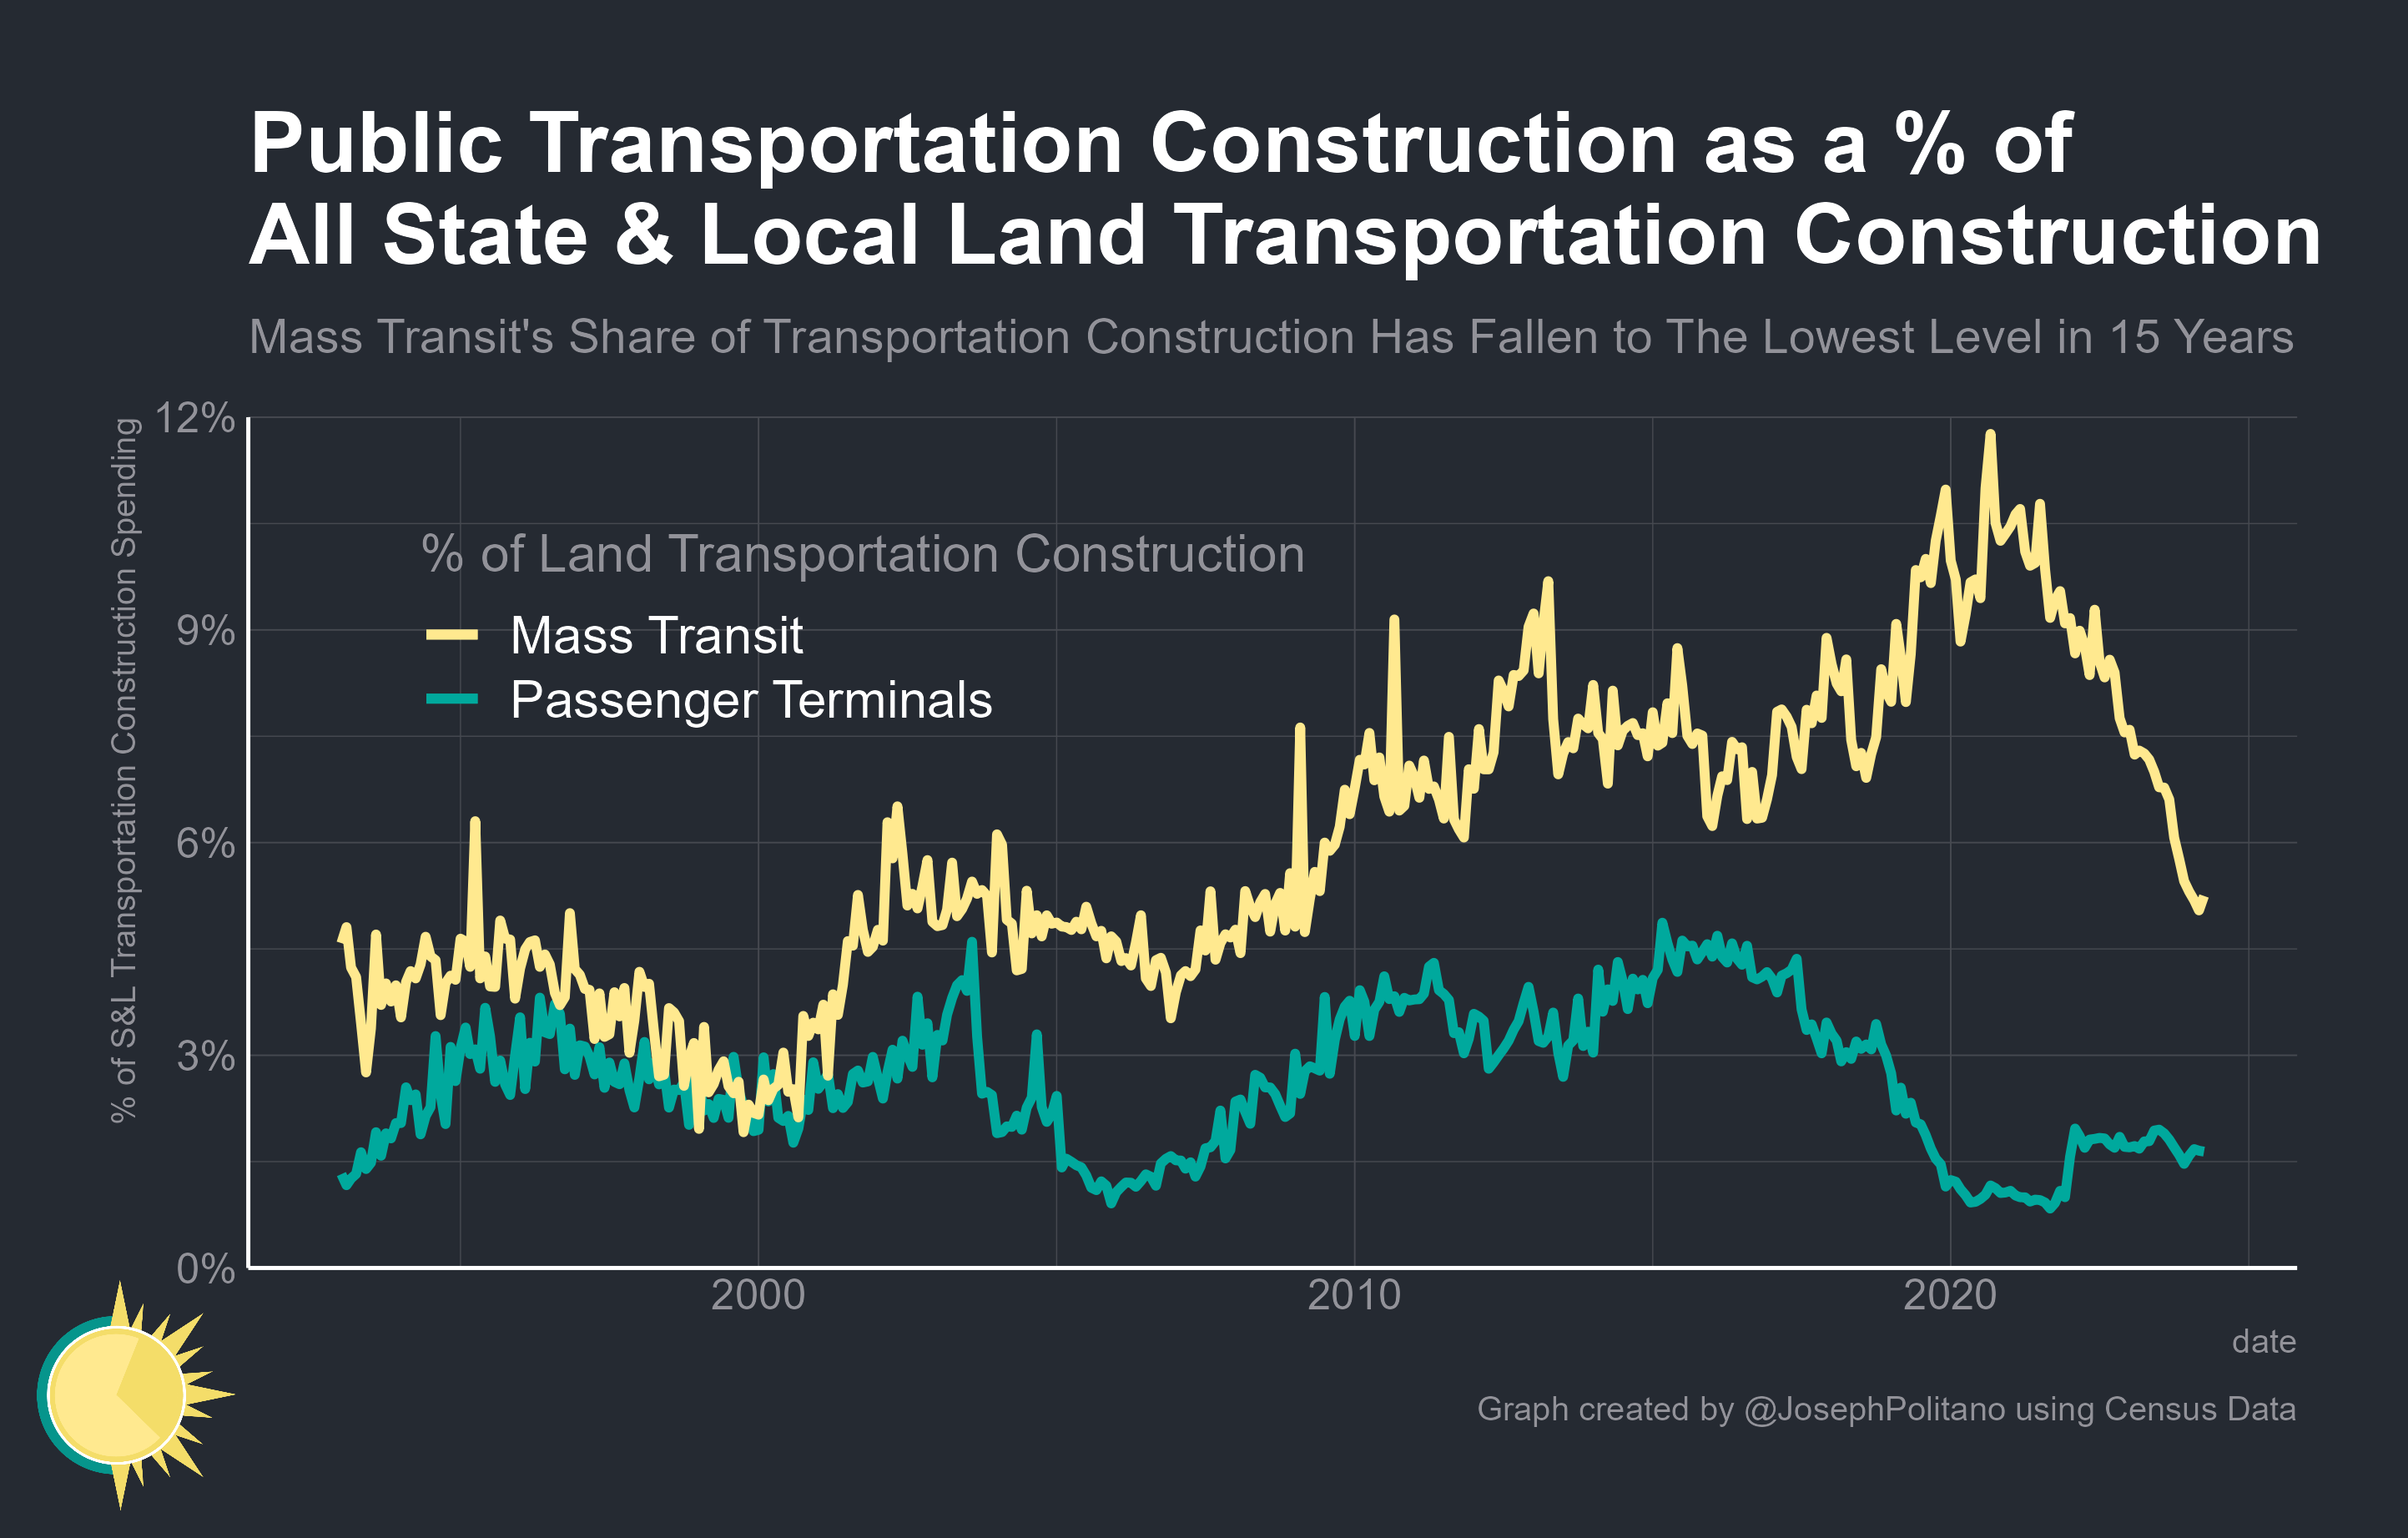 Public Transportation Construction as a % of
All State & Local Land Transportation Construction
Mass Transit's Share of Transportation Construction Has Fallen to The Lowest Level in 15 Years
% of S&L Transportation Construction Spending
12%
9%
6%
3%
0%
% of Land Transportation Construction
Mass Transit
Passenger Terminals
2000
2010
2020
date
Graph created by @JosephPolitano using Census Data